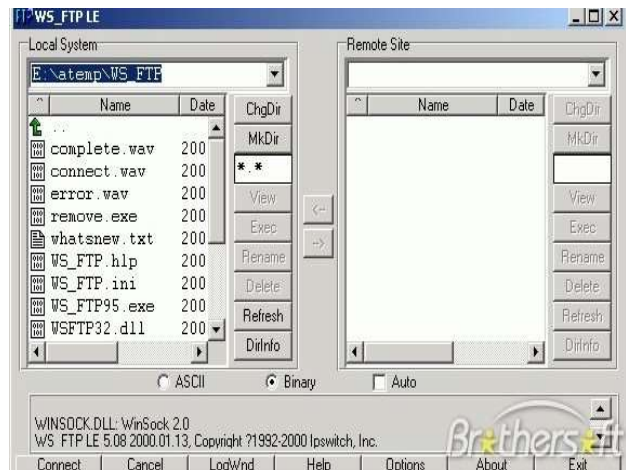 WS_FTP LE
Local System
E:\atemp\WS_FTP
^ Name Date
..
complete.wav 200
connect.wav 200
error.wav 200
remove.exe 200
whatsnew.txt 200
WS_FTP.hlp 200
WS_FTP.ini 200
WS_FTP95.exe 200
WSFTP32.dll 200
ChgDir
MkDir
*.*
View
Exec
Rename
Delete
Refresh
DirInfo
<--
-->
Remote Site
^ Name Date
ChgDir
MkDir
View
Exec
Rename
Delete
Refresh
DirInfo
ASCII Binary Auto
WINSOCK.DLL: WinSock 2.0
WS_FTP LE 5.08 2000.01.13, Copyright ?1992-2000 Ipswitch, Inc.
Brothersoft
Connect Cancel LogWnd Help Options About Exit